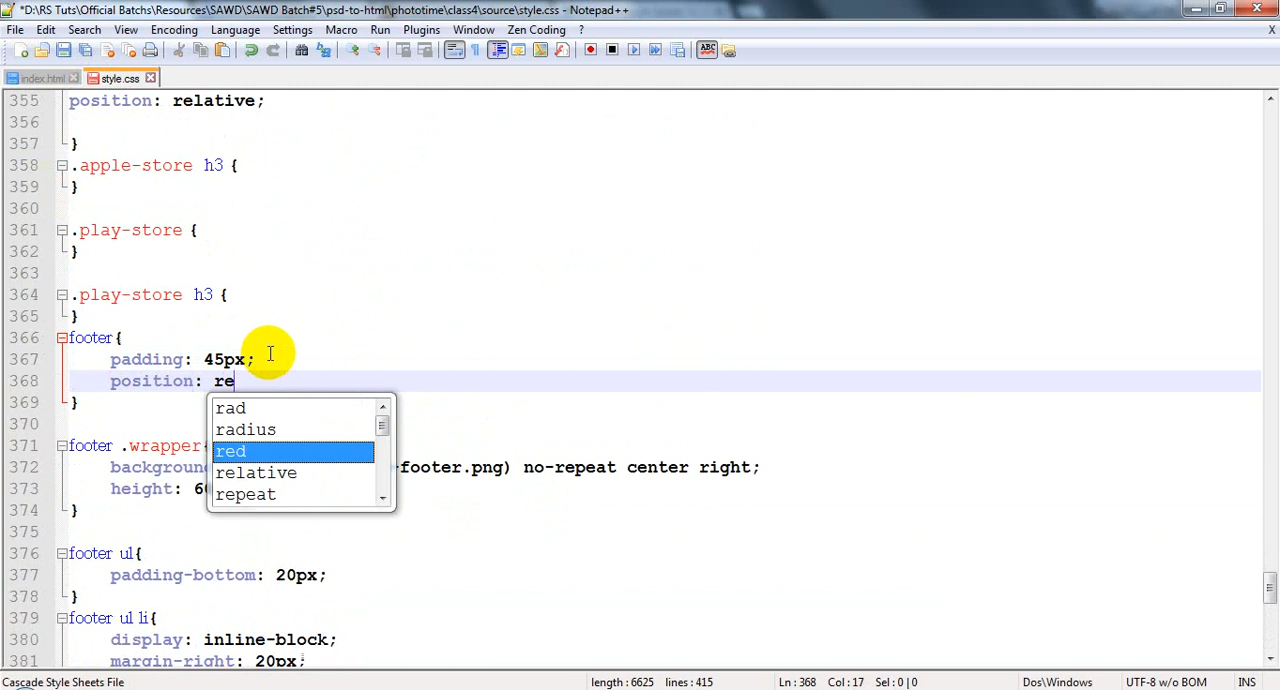 *D:\RS Tuts\Official Batchs\Resources\SAWD\SAWD Batch#5\psd-to-html\phototime\class4\source\style.css - Notepad++
File Edit Search View Encoding Language Settings Macro Run Plugins Window Zen Coding ? X
index.html style.css
355 position: relative;
356
357 }
358 .apple-store h3 {
359 }
360
361 .play-store {
362 }
363
364 .play-store h3 {
365 }
366 footer{
367 padding: 45px;
368 position: re
369 }
rad
370
radius
371 footer .wrapper{
red
372 background -footer.png) no-repeat center right;
relative
373 height: 60
repeat
374 }
375
376 footer ul{
377 padding-bottom: 20px;
378 }
379 footer ul li{
380 display: inline-block;
381 margin-right: 20px;
Cascade Style Sheets File length : 6625 lines : 415 Ln : 368 Col : 17 Sel : 0 | 0 Dos\Windows UTF-8 w/o BOM INS